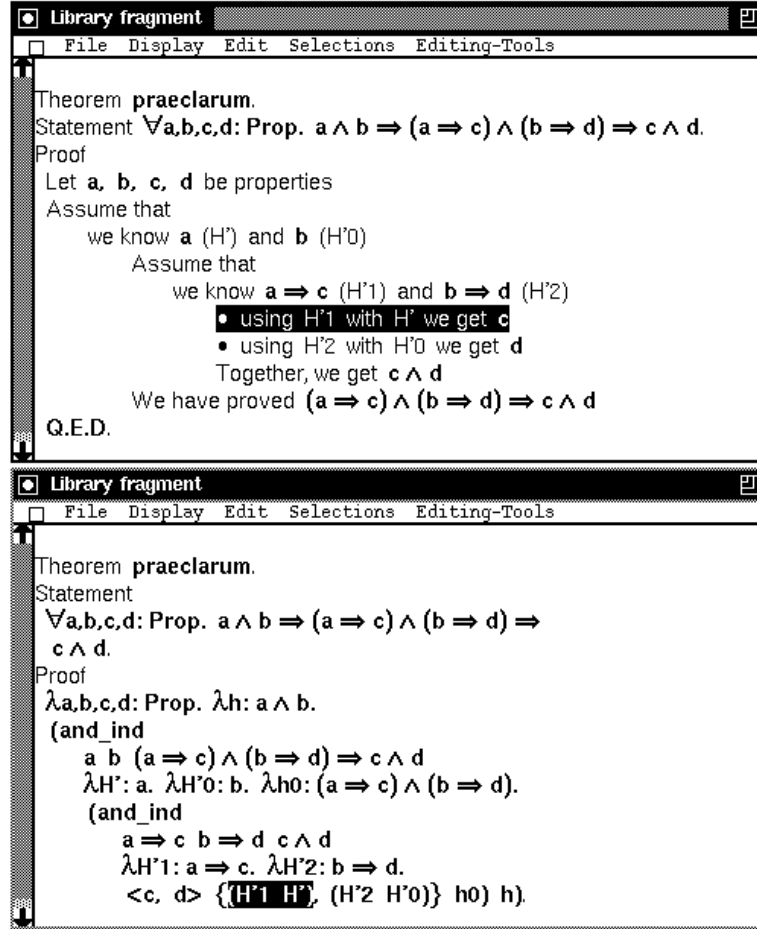 Library fragment
File Display Edit Selections Editing-Tools
Theorem praeclarum.
Statement ∀a,b,c,d: Prop. a ∧ b ⇒ (a ⇒ c) ∧ (b ⇒ d) ⇒ c ∧ d.
Proof
Let a, b, c, d be properties
Assume that
we know a (H') and b (H'0)
Assume that
we know a ⇒ c (H'1) and b ⇒ d (H'2)
• using H'1 with H' we get c
• using H'2 with H'0 we get d
Together, we get c ∧ d
We have proved (a ⇒ c) ∧ (b ⇒ d) ⇒ c ∧ d
Q.E.D.
Library fragment
File Display Edit Selections Editing-Tools
Theorem praeclarum.
Statement
∀a,b,c,d: Prop. a ∧ b ⇒ (a ⇒ c) ∧ (b ⇒ d) ⇒
c ∧ d.
Proof
λa,b,c,d: Prop. λh: a ∧ b.
(and_ind
a b (a ⇒ c) ∧ (b ⇒ d) ⇒ c ∧ d
λH': a. λH'0: b. λh0: (a ⇒ c) ∧ (b ⇒ d).
(and_ind
a ⇒ c b ⇒ d c ∧ d
λH'1: a ⇒ c. λH'2: b ⇒ d.
<c, d> {(H'1 H'), (H'2 H'0)} h0) h).